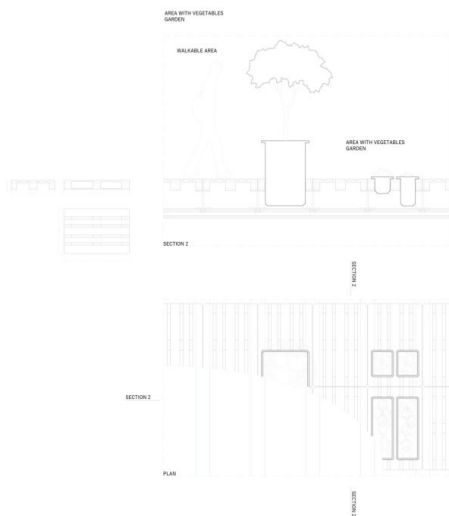 AREA WITH VEGETABLES
GARDEN
WALKABLE AREA
AREA WITH VEGETABLES
GARDEN
SECTION 2
SECTION 2
SECTION 2
PLAN
SECTION 2